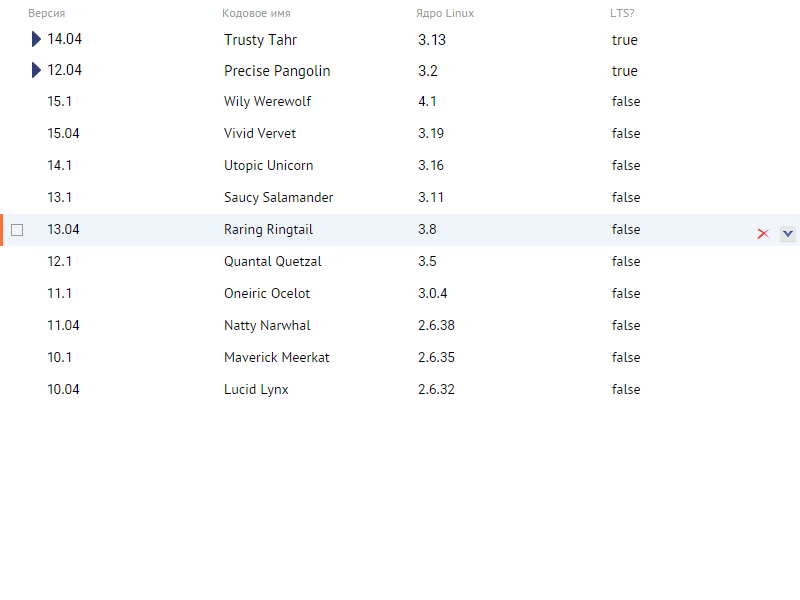 Версия Кодовое имя Ядро Linux LTS?
14.04 Trusty Tahr 3.13 true
12.04 Precise Pangolin 3.2 true
15.1 Wily Werewolf 4.1 false
15.04 Vivid Vervet 3.19 false
14.1 Utopic Unicorn 3.16 false
13.1 Saucy Salamander 3.11 false
13.04 Raring Ringtail 3.8 false
12.1 Quantal Quetzal 3.5 false
11.1 Oneiric Ocelot 3.0.4 false
11.04 Natty Narwhal 2.6.38 false
10.1 Maverick Meerkat 2.6.35 false
10.04 Lucid Lynx 2.6.32 false